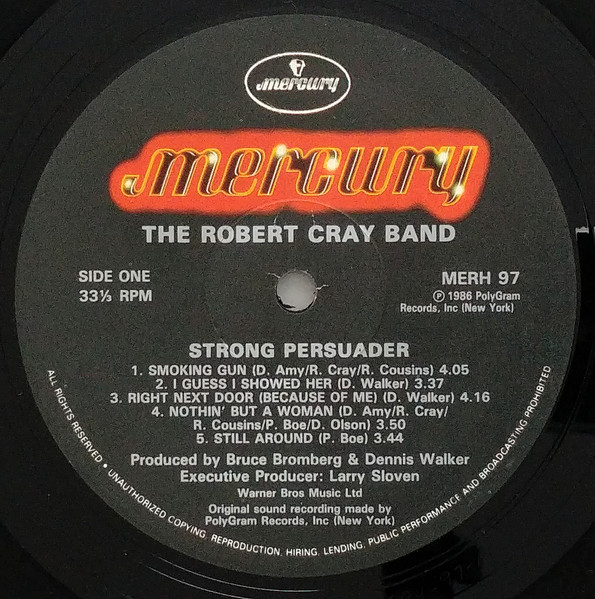 mercury
mercury
THE ROBERT CRAY BAND
SIDE ONE
33⅓ RPM
MERH 97
Ⓟ 1986 PolyGram
Records, Inc (New York)
STRONG PERSUADER
1. SMOKING GUN (D. Amy/R. Cray/R. Cousins) 4.05
2. I GUESS I SHOWED HER (D. Walker) 3.37
3. RIGHT NEXT DOOR (BECAUSE OF ME) (D. Walker) 4.16
4. NOTHIN' BUT A WOMAN (D. Amy/R. Cray/
R. Cousins/P. Boe/D. Olson) 3.50
5. STILL AROUND (P. Boe) 3.44
Produced by Bruce Bromberg & Dennis Walker
Executive Producer: Larry Sloven
Warner Bros Music Ltd
Original sound recording made by
PolyGram Records, Inc (New York)
ALL RIGHTS RESERVED • UNAUTHORIZED COPYING, REPRODUCTION, HIRING, LENDING, PUBLIC PERFORMANCE AND BROADCASTING PROHIBITED